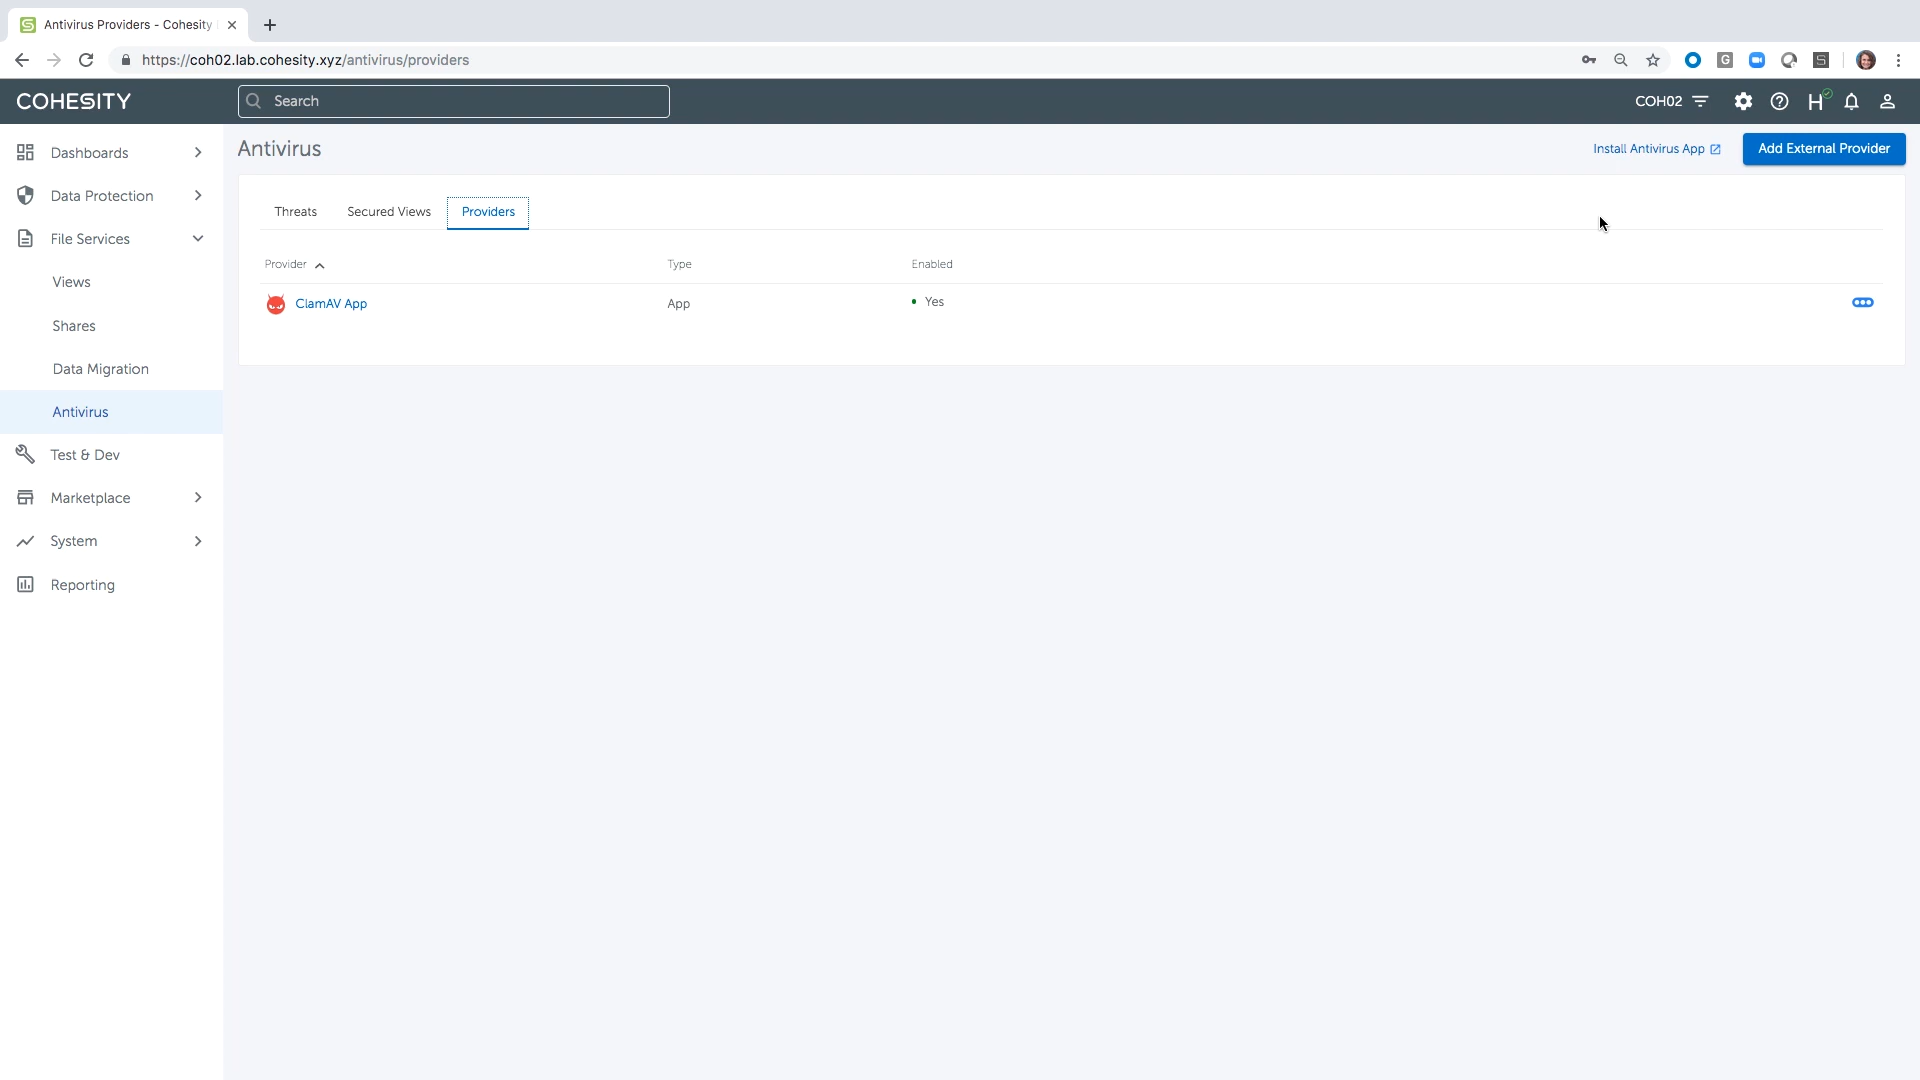 Antivirus Providers - Cohesity
https://coh02.lab.cohesity.xyz/antivirus/providers
COHESITY
Search
COH02
Dashboards
Data Protection
File Services
Views
Shares
Data Migration
Antivirus
Test & Dev
Marketplace
System
Reporting
Antivirus
Install Antivirus App
Add External Provider
Threats Secured Views Providers
Provider Type Enabled
ClamAV App App Yes